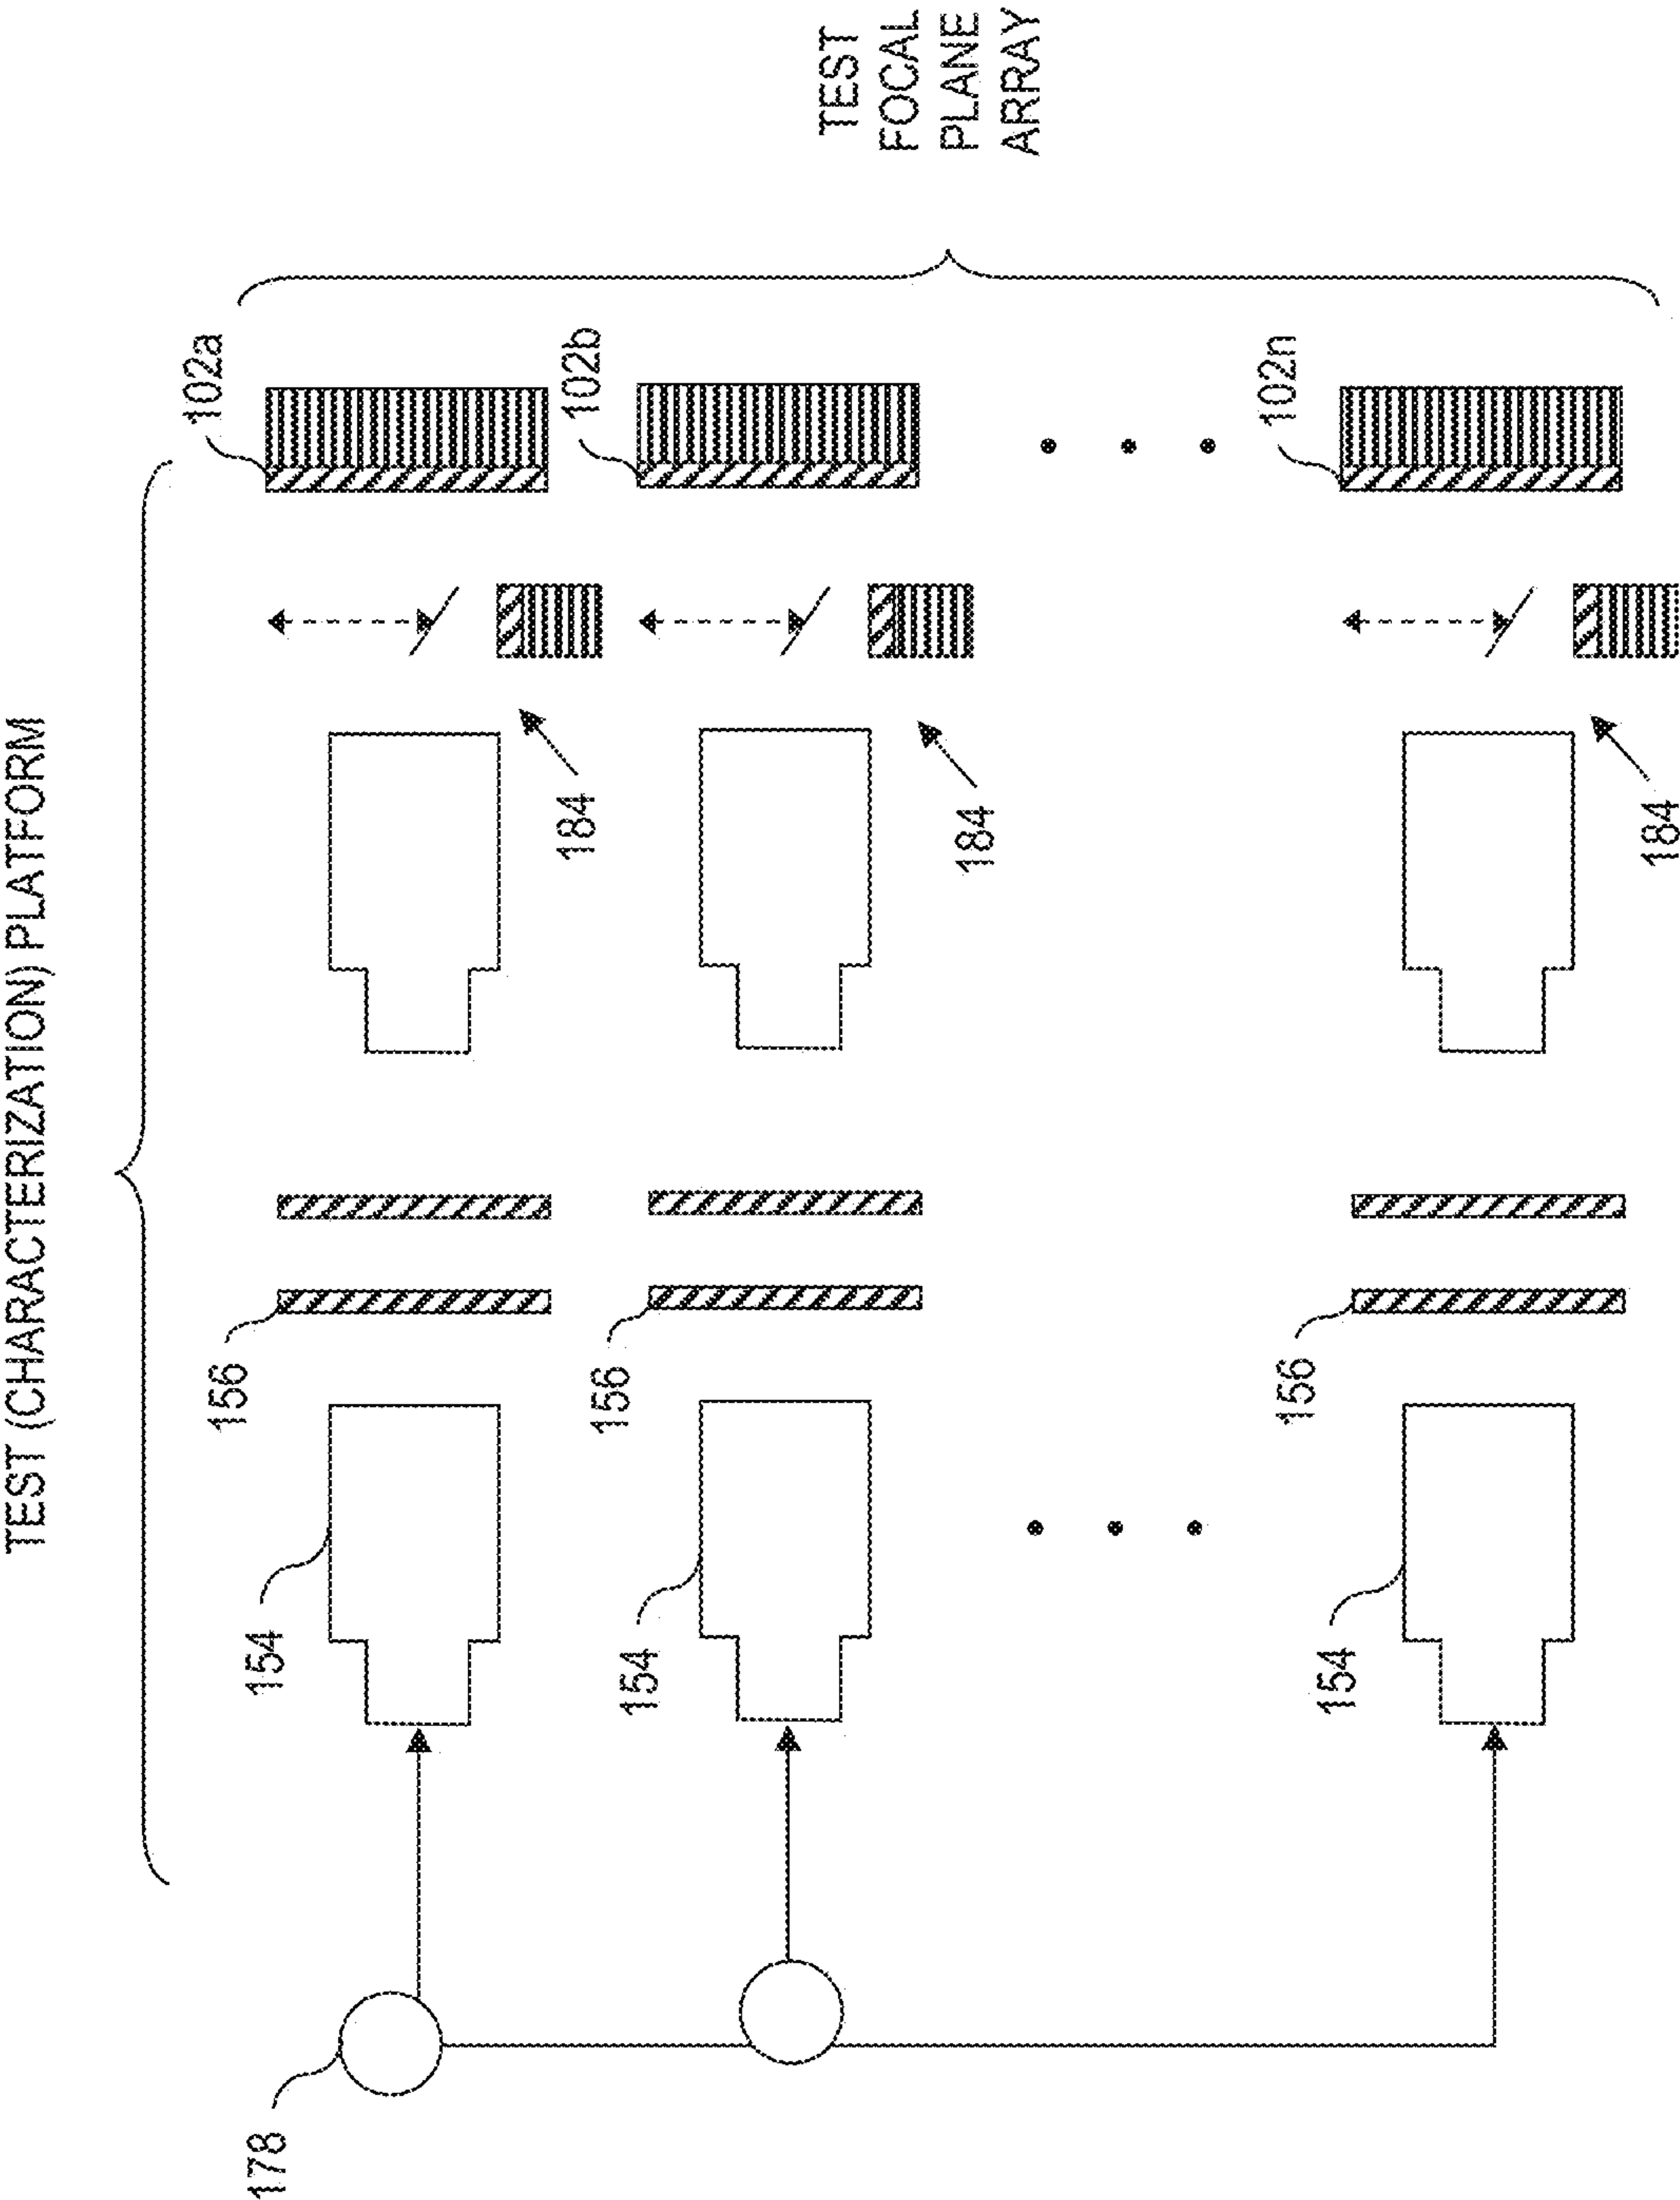 TEST (CHARACTERIZATION) PLATFORM
TEST
FOCAL
PLANE
ARRAY
102a
102b
102n
184
184
184
156
156
156
154
154
154
178